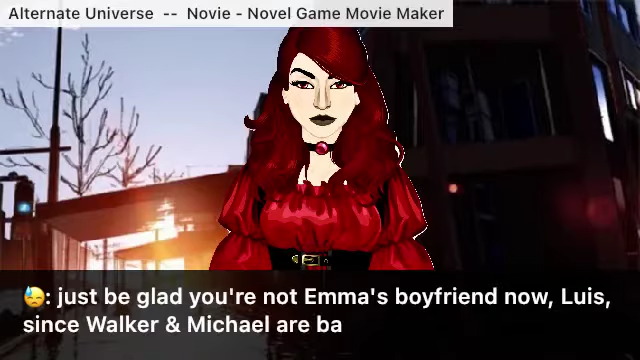 Alternate Universe -- Novie - Novel Game Movie Maker
😓: just be glad you're not Emma's boyfriend now, Luis,
since Walker & Michael are ba